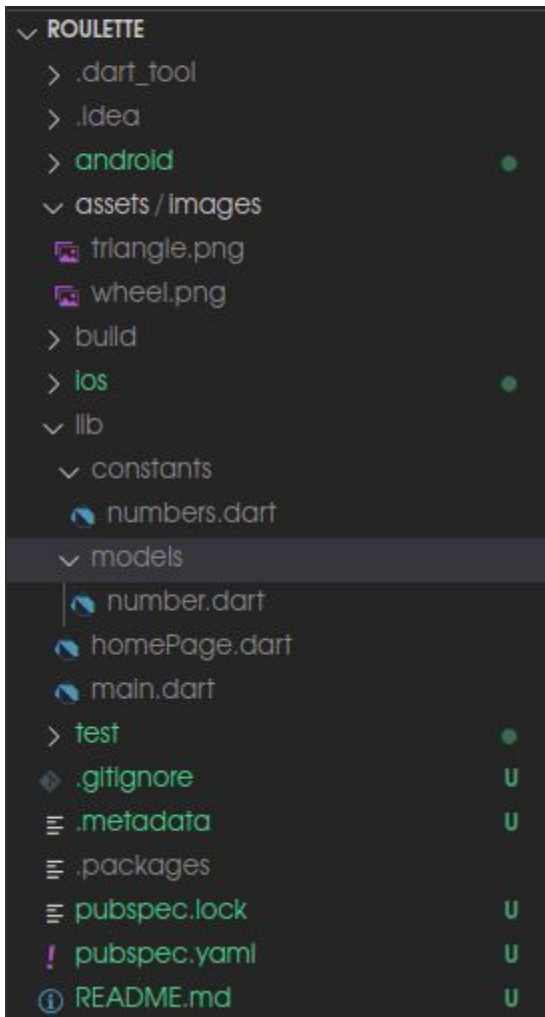 ROULETTE
.dart_tool
.idea
android
assets/images
triangle.png
wheel.png
build
ios
lib
constants
numbers.dart
models
number.dart
homePage.dart
main.dart
test
.gitignore U
.metadata U
.packages
pubspec.lock U
pubspec.yaml U
README.md U